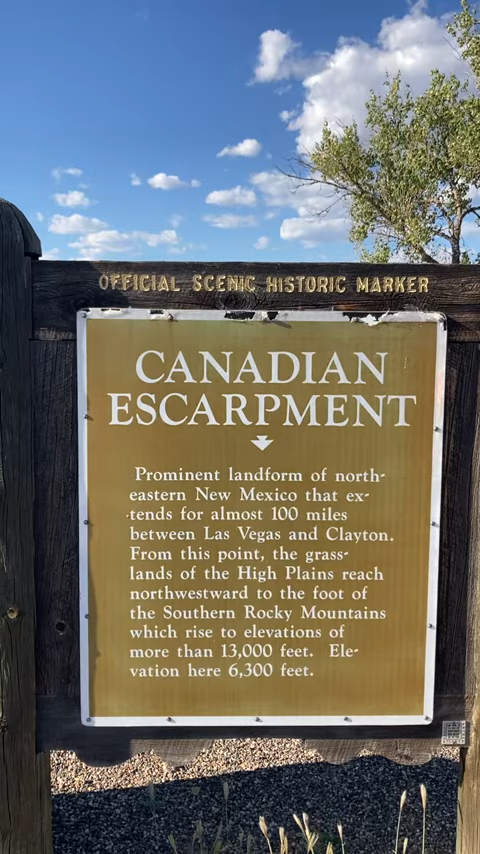 OFFICIAL SCENIC HISTORIC MARKER
CANADIAN
ESCARPMENT
Prominent landform of north-
eastern New Mexico that ex-
tends for almost 100 miles
between Las Vegas and Clayton.
From this point, the grass-
lands of the High Plains reach
northwestward to the foot of
the Southern Rocky Mountains
which rise to elevations of
more than 13,000 feet. Ele-
vation here 6,300 feet.